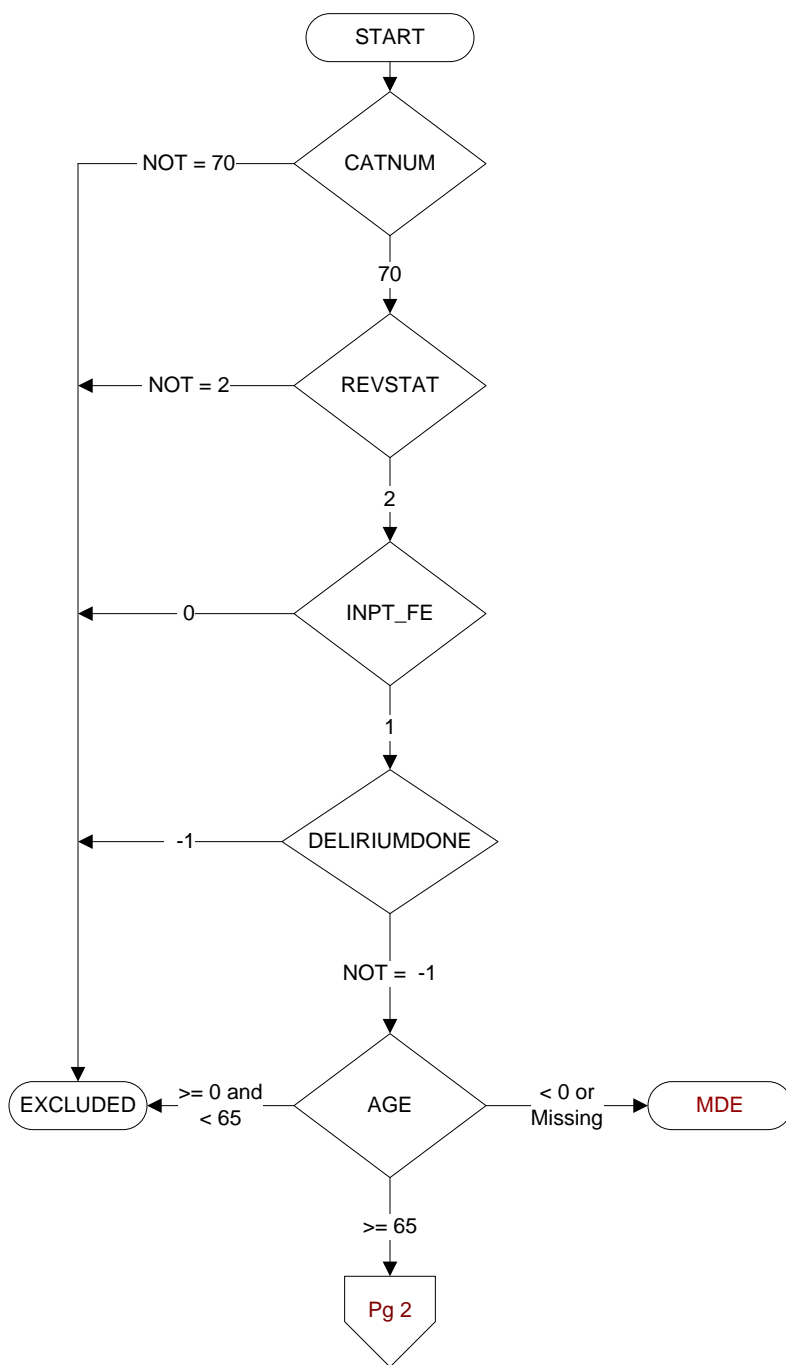 START
CATNUM
NOT = 70
70
REVSTAT
NOT = 2
2
INPT_FE
0
1
DELIRIUMDONE
-1
NOT = -1
EXCLUDED
>= 0 and
< 65
AGE
< 0 or
Missing
MDE
>= 65
Pg 2